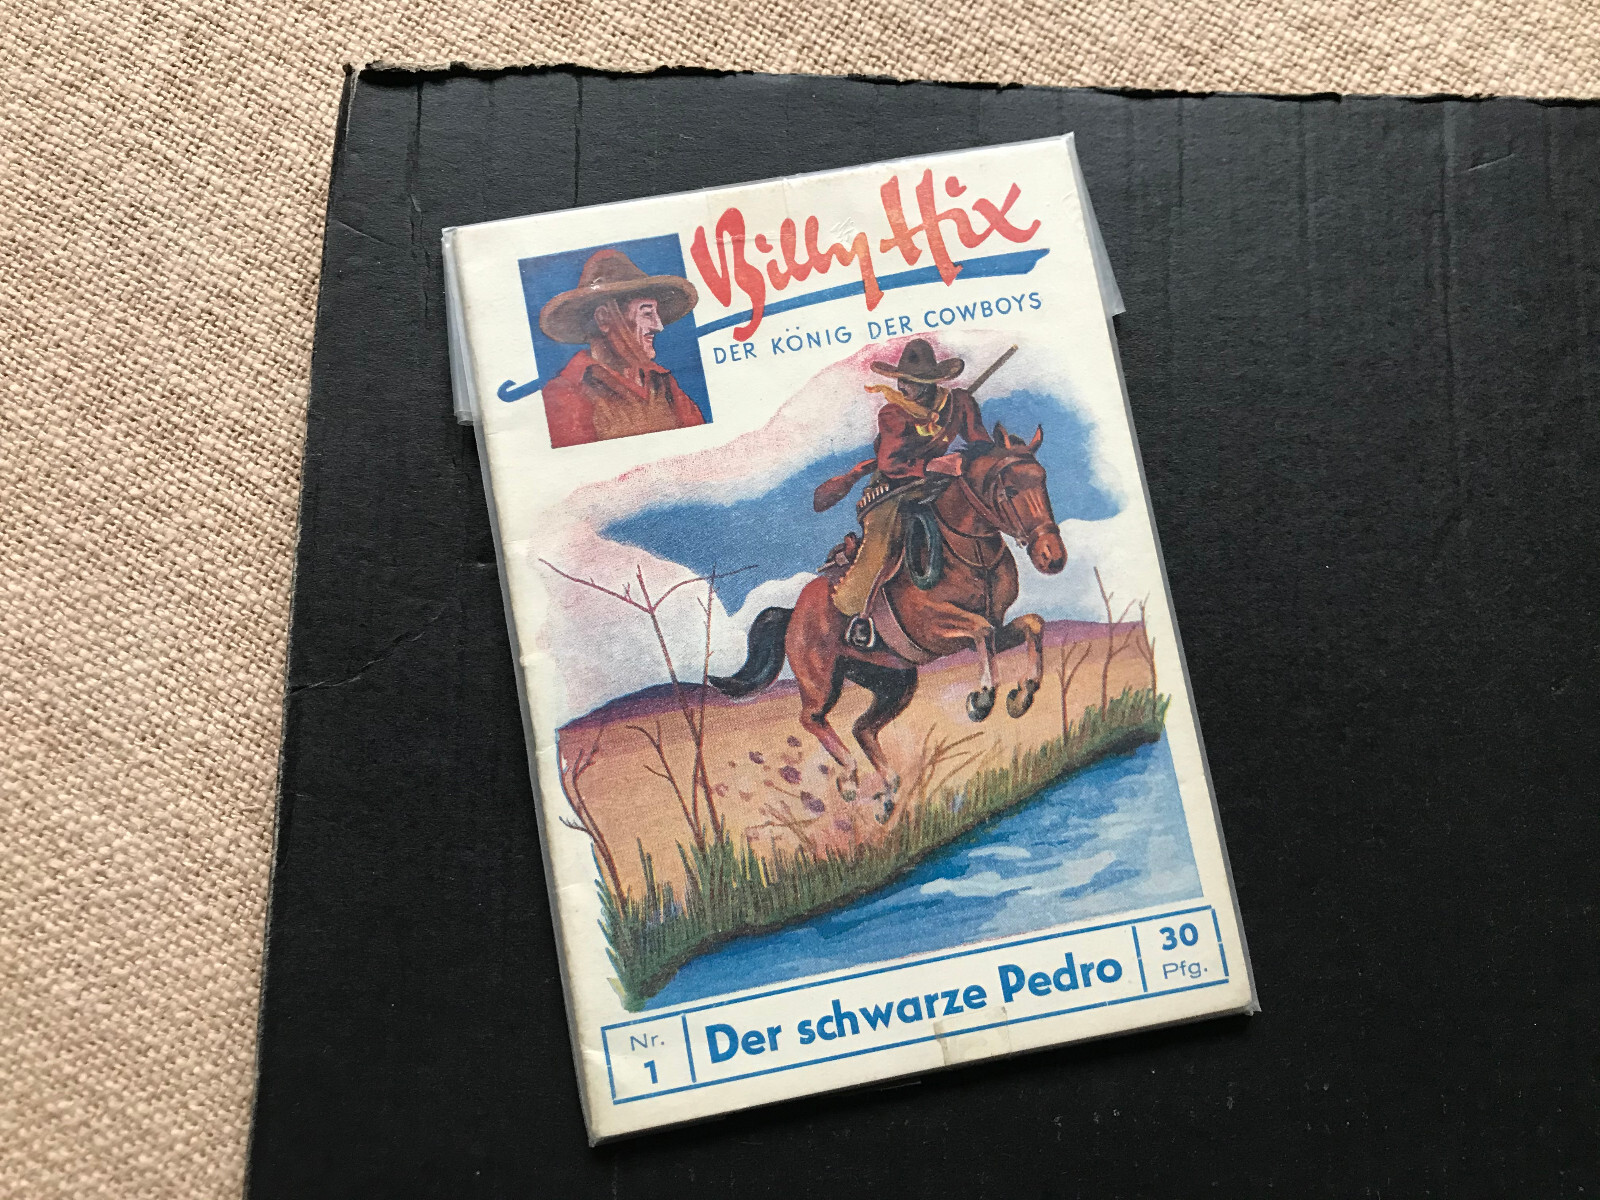 Billy Hix
DER KÖNIG DER COWBOYS
Nr. 1
Der schwarze Pedro
30 Pfg.